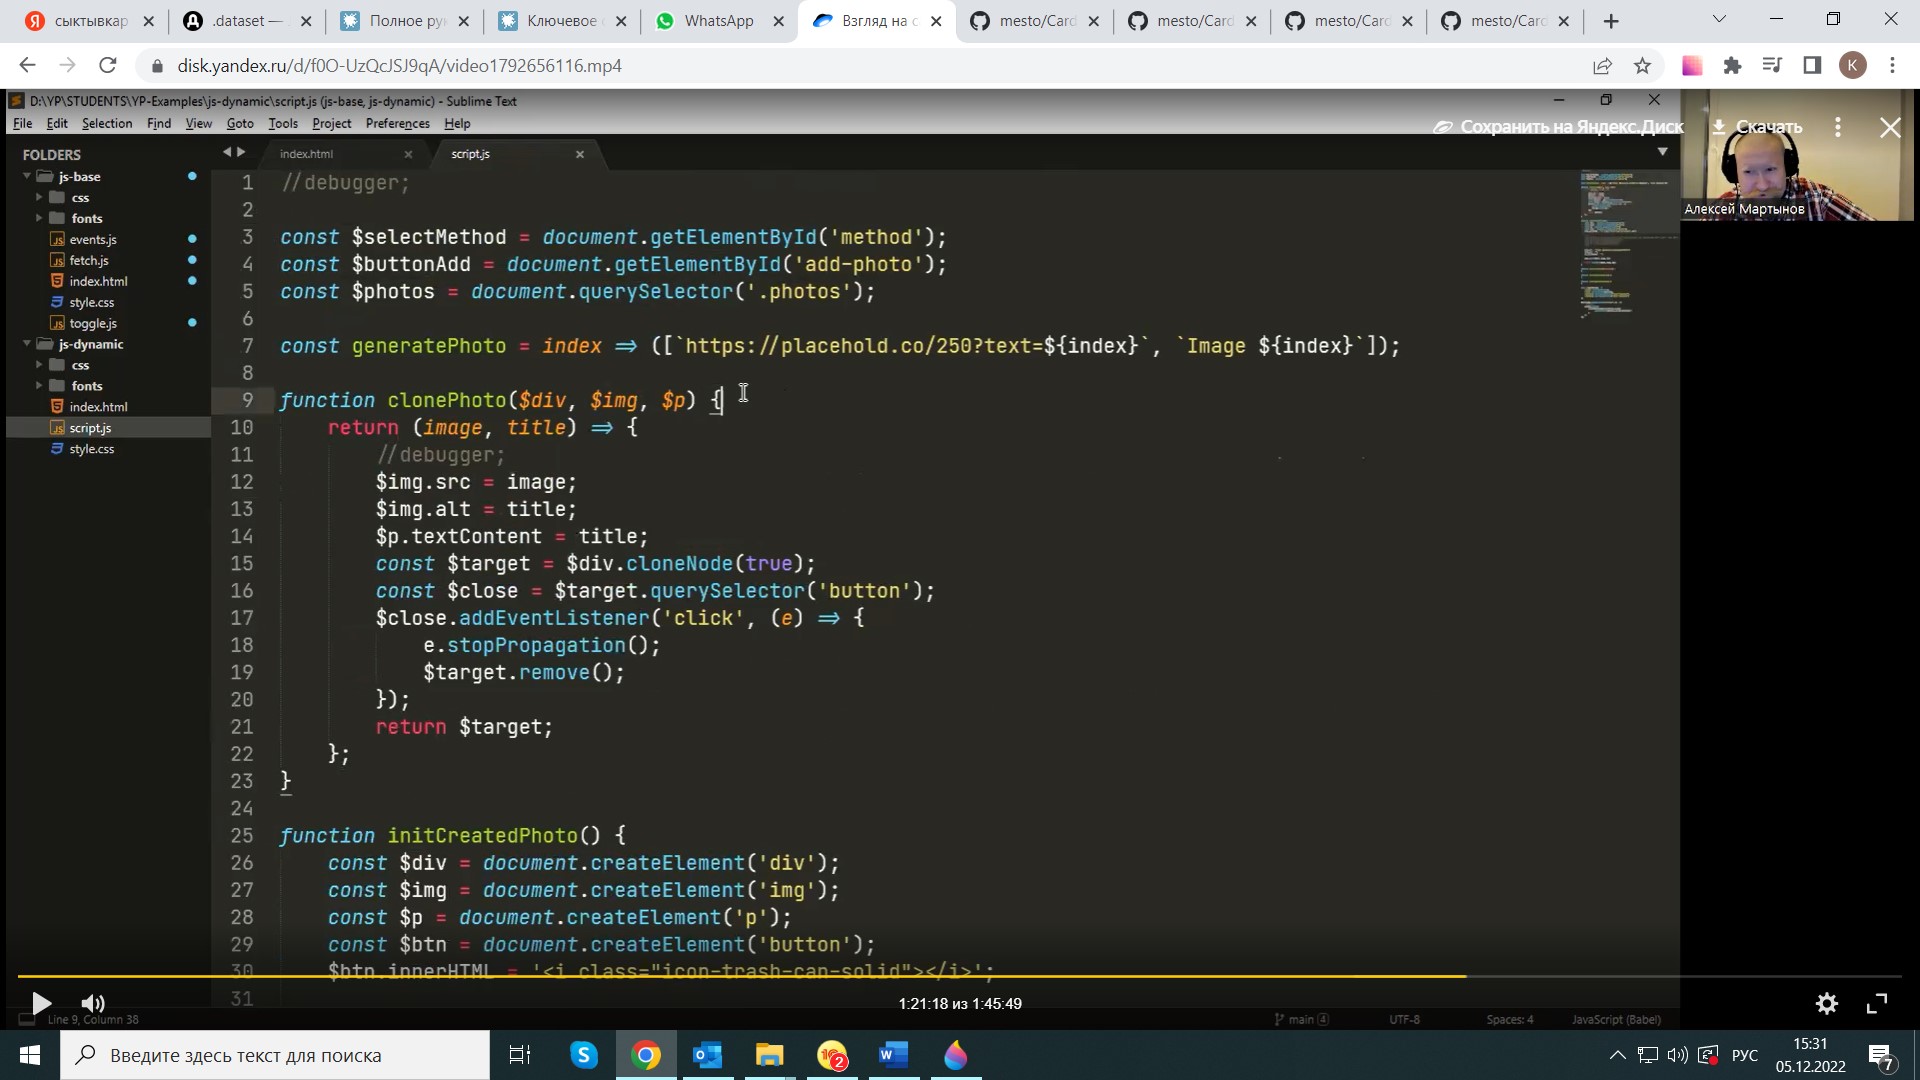 сыктывкар
.dataset —
Полное рук
Ключевое с
WhatsApp
Взгляд на с
mesto/Card
mesto/Card
mesto/Card
mesto/Card
disk.yandex.ru/d/f0O-UzQcJSJ9qA/video1792656116.mp4
K
D:\YP\STUDENTS\YP-Examples\js-dynamic\script.js (js-base, js-dynamic) - Sublime Text
File Edit Selection Find View Goto Tools Project Preferences Help
Сохранить на Яндекс.Диск
Скачать
Алексей Мартынов
FOLDERS
js-base
css
fonts
events.js
fetch.js
index.html
style.css
toggle.js
js-dynamic
css
fonts
index.html
script.js
style.css
index.html
script.js
1 //debugger;
2
3 const $selectMethod = document.getElementById('method');
4 const $buttonAdd = document.getElementById('add-photo');
5 const $photos = document.querySelector('.photos');
6
7 const generatePhoto = index => ([`https://placehold.co/250?text=${index}`, `Image ${index}`]);
8
9 function clonePhoto($div, $img, $p) {
10 return (image, title) => {
11 //debugger;
12 $img.src = image;
13 $img.alt = title;
14 $p.textContent = title;
15 const $target = $div.cloneNode(true);
16 const $close = $target.querySelector('button');
17 $close.addEventListener('click', (e) => {
18 e.stopPropagation();
19 $target.remove();
20 });
21 return $target;
22 };
23 }
24
25 function initCreatedPhoto() {
26 const $div = document.createElement('div');
27 const $img = document.createElement('img');
28 const $p = document.createElement('p');
29 const $btn = document.createElement('button');
30 $btn.innerHTML = '<i class="icon-trash-can-solid"></i>';
31
1:21:18 из 1:45:49
Line 9, Column 38
main 4
UTF-8
Spaces: 4
JavaScript (Babel)
Введите здесь текст для поиска
2
РУС
15:31
05.12.2022
7